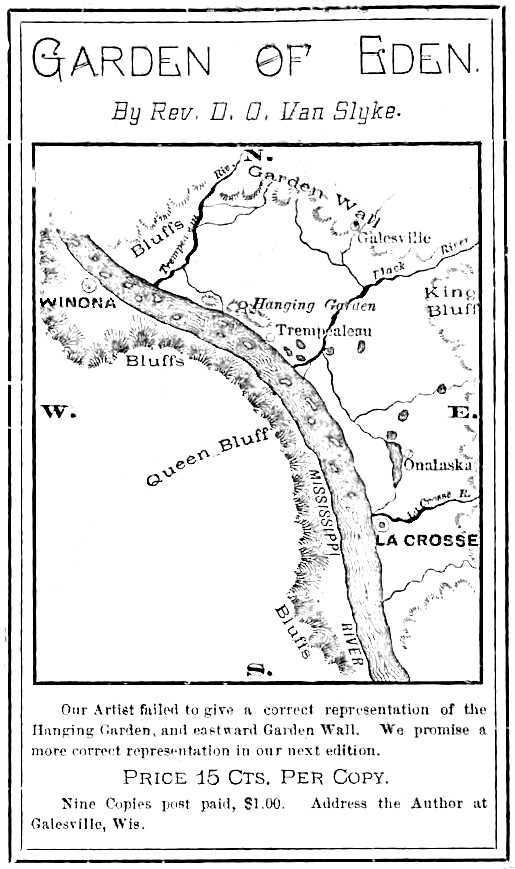 GARDEN OF EDEN.
By Rev. D. O. Van Slyke.
N.
Garden Wall
Bluffs
Riv.
Galesville
Black River
WINONA
Hanging Garden
King Bluff
Trempealeau
Bluffs
W.
E.
Queen Bluff
Onalaska
MISSISSIPPI RIVER
La Crosse R.
LA CROSSE
Bluffs
S.
Our Artist failed to give a correct representation of the
Hanging Garden, and eastward Garden Wall. We promise a
more correct representation in our next edition.
PRICE 15 CTS. PER COPY.
Nine Copies post paid, $1.00. Address the Author at
Galesville, Wis.